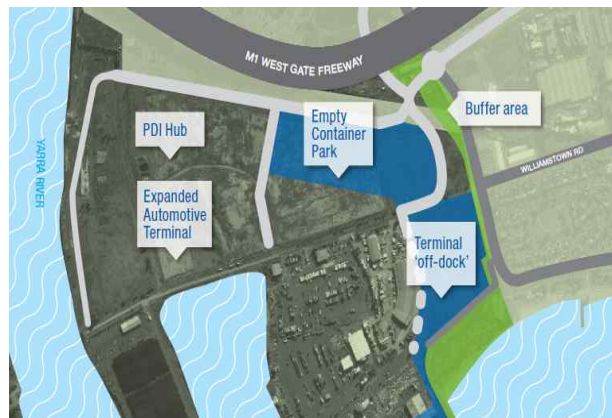 M1 WEST GATE FREEWAY
PDI Hub
Empty
Container
Park
Buffer area
YARRA RIVER
WILLIAMSTOWN RD
Expanded
Automotive
Terminal
Terminal
'off-dock'